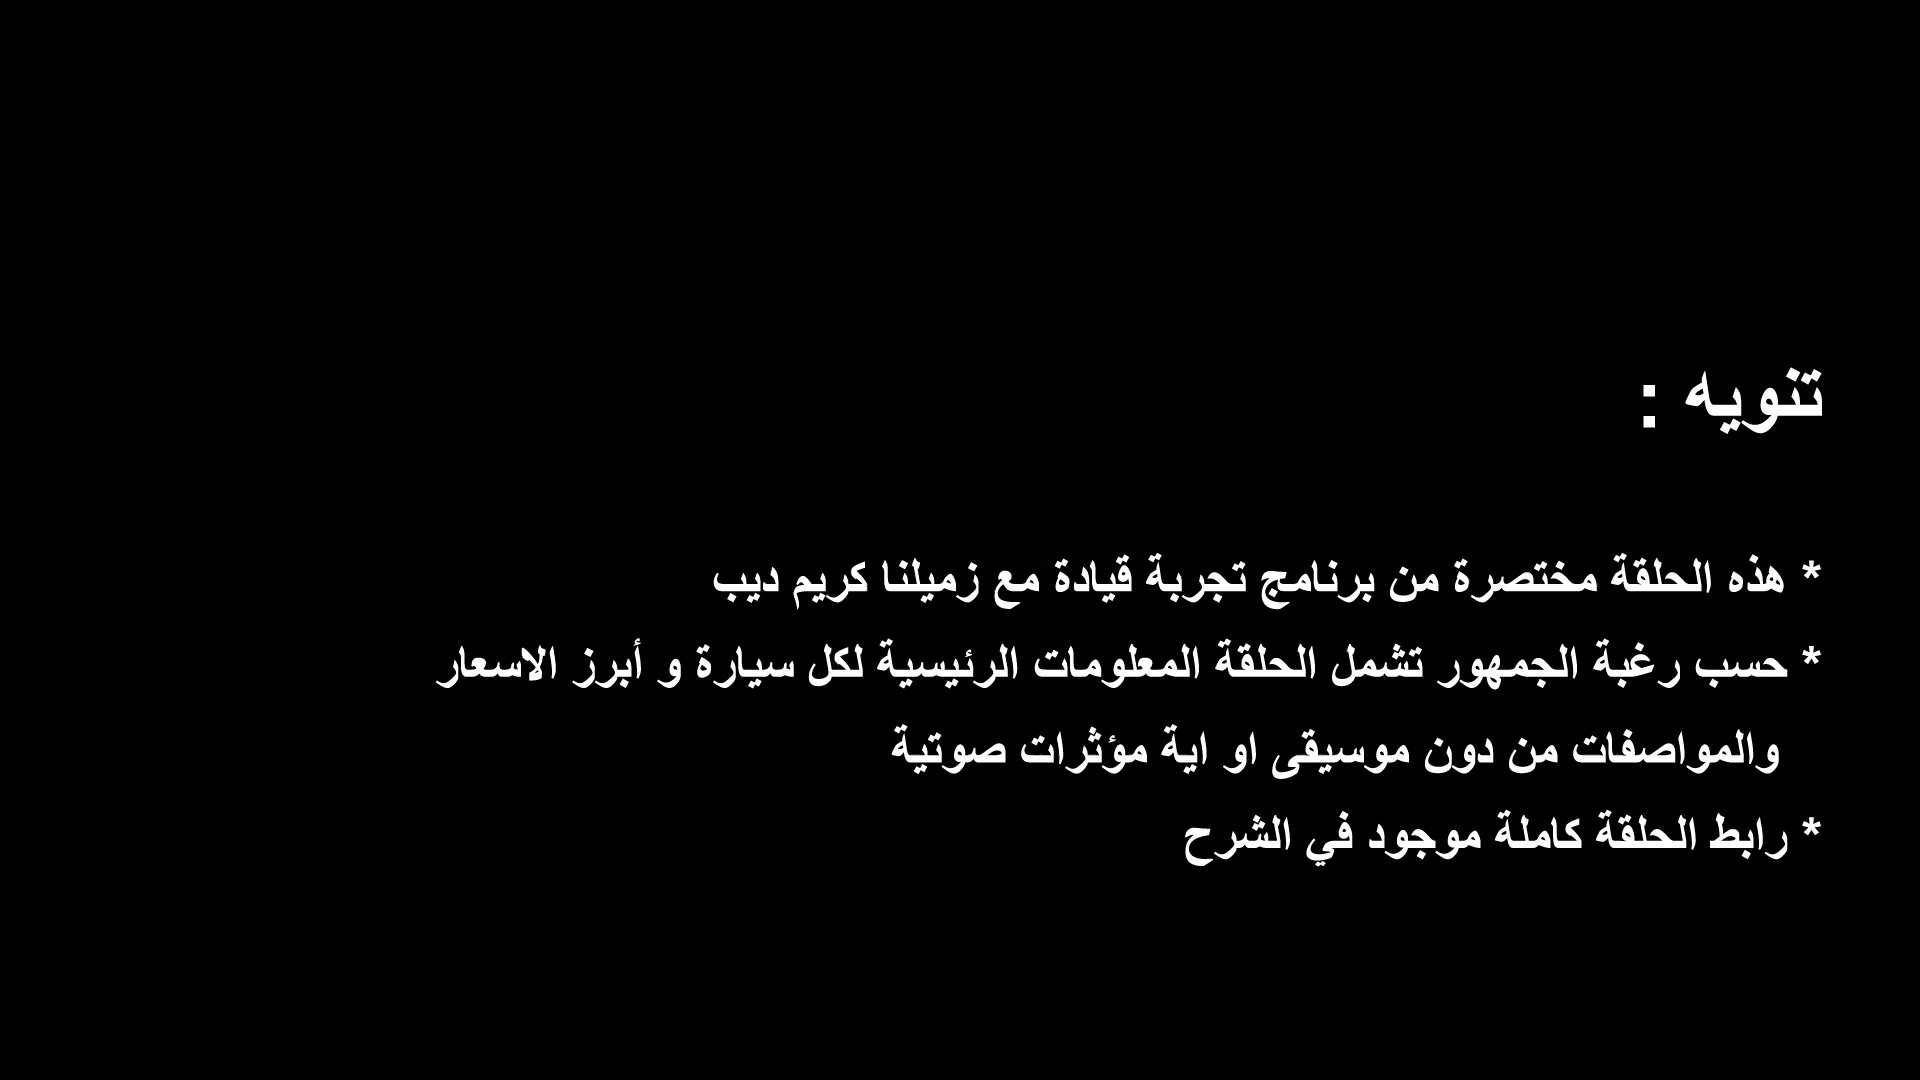 تنويه :
* هذه الحلقة مختصرة من برنامج تجربة قيادة مع زميلنا كريم ديب
* حسب رغبة الجمهور تشمل الحلقة المعلومات الرئيسية لكل سيارة و أبرز الاسعار
والمواصفات من دون موسيقى او اية مؤثرات صوتية
* رابط الحلقة كاملة موجود في الشرح